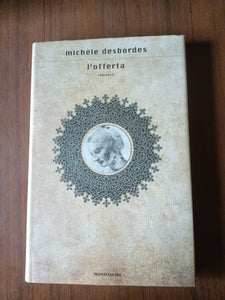 michèle desbordes
l'offerta
romanzo
MONDADORI